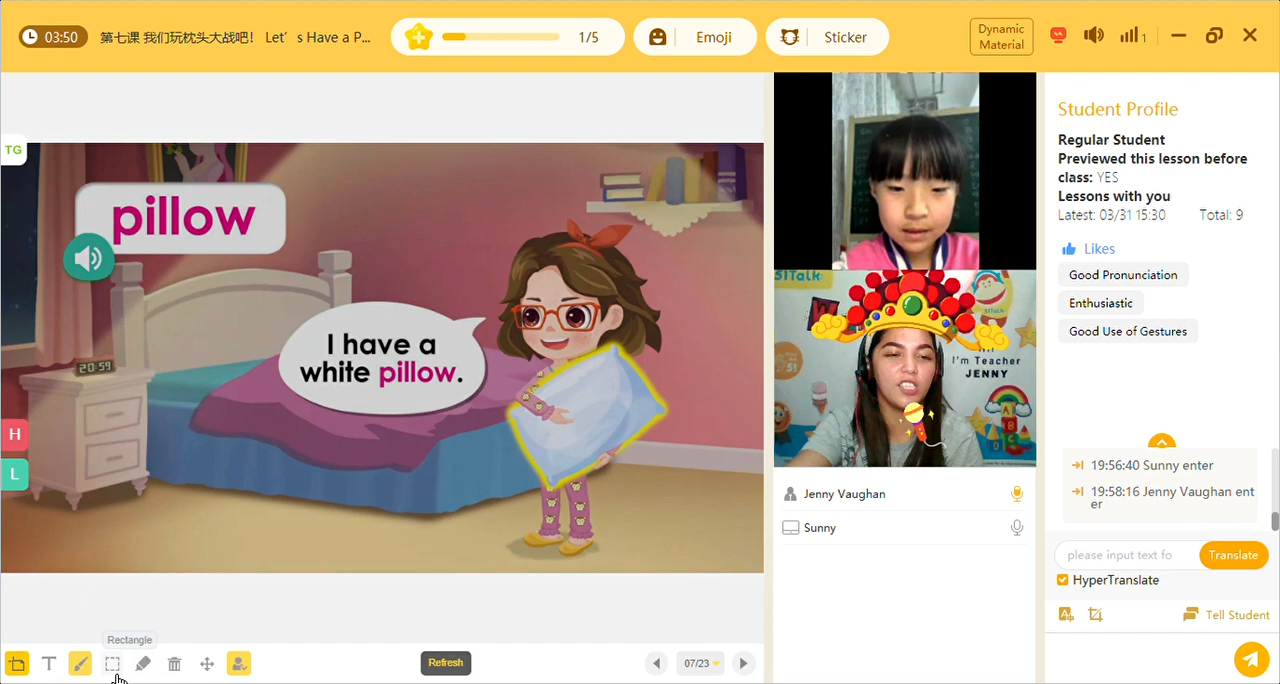 03:50
第七课 我们玩枕头大战吧! Let's Have a P...
1/5
Emoji
Sticker
Dynamic
Material
1
TG
pillow
I have a
white pillow.
20:59
H
L
51Talk
I'm Teacher
JENNY
Jenny Vaughan
Sunny
Student Profile
Regular Student
Previewed this lesson before
class: YES
Lessons with you
Latest: 03/31 15:30 Total: 9
Likes
Good Pronunciation
Enthusiastic
Good Use of Gestures
19:56:40 Sunny enter
19:58:16 Jenny Vaughan ent
er
please input text fo
Translate
HyperTranslate
Tell Student
Rectangle
T
Refresh
07/23